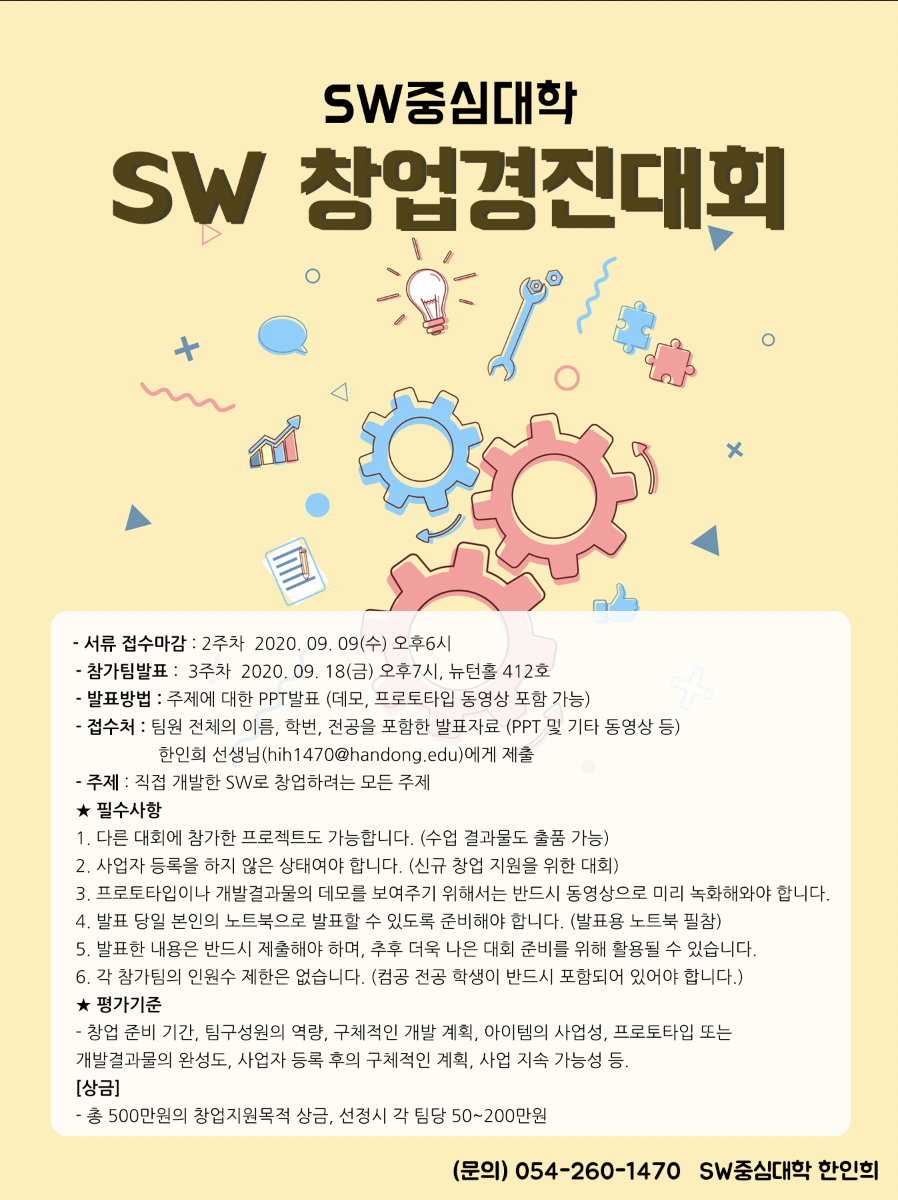 SW중심대학
SW 창업경진대회
- 서류 접수마감 : 2주차 2020. 09. 09(수) 오후6시
- 참가팀발표 : 3주차 2020. 09. 18(금) 오후7시, 뉴턴홀 412호
- 발표방법 : 주제에 대한 PPT발표 (데모, 프로토타입 동영상 포함 가능)
- 접수처 : 팀원 전체의 이름, 학번, 전공을 포함한 발표자료 (PPT 및 기타 동영상 등)
한인희 선생님(hih1470@handong.edu)에게 제출
- 주제 : 직접 개발한 SW로 창업하려는 모든 주제
★ 필수사항
1. 다른 대회에 참가한 프로젝트도 가능합니다. (수업 결과물도 출품 가능)
2. 사업자 등록을 하지 않은 상태여야 합니다. (신규 창업 지원을 위한 대회)
3. 프로토타입이나 개발결과물의 데모를 보여주기 위해서는 반드시 동영상으로 미리 녹화해와야 합니다.
4. 발표 당일 본인의 노트북으로 발표할 수 있도록 준비해야 합니다. (발표용 노트북 필참)
5. 발표한 내용은 반드시 제출해야 하며, 추후 더욱 나은 대회 준비를 위해 활용될 수 있습니다.
6. 각 참가팀의 인원수 제한은 없습니다. (컴공 전공 학생이 반드시 포함되어 있어야 합니다.)
★ 평가기준
- 창업 준비 기간, 팀구성원의 역량, 구체적인 개발 계획, 아이템의 사업성, 프로토타입 또는
개발결과물의 완성도, 사업자 등록 후의 구체적인 계획, 사업 지속 가능성 등.
[상금]
- 총 500만원의 창업지원목적 상금, 선정시 각 팀당 50~200만원
(문의) 054-260-1470 SW중심대학 한인희